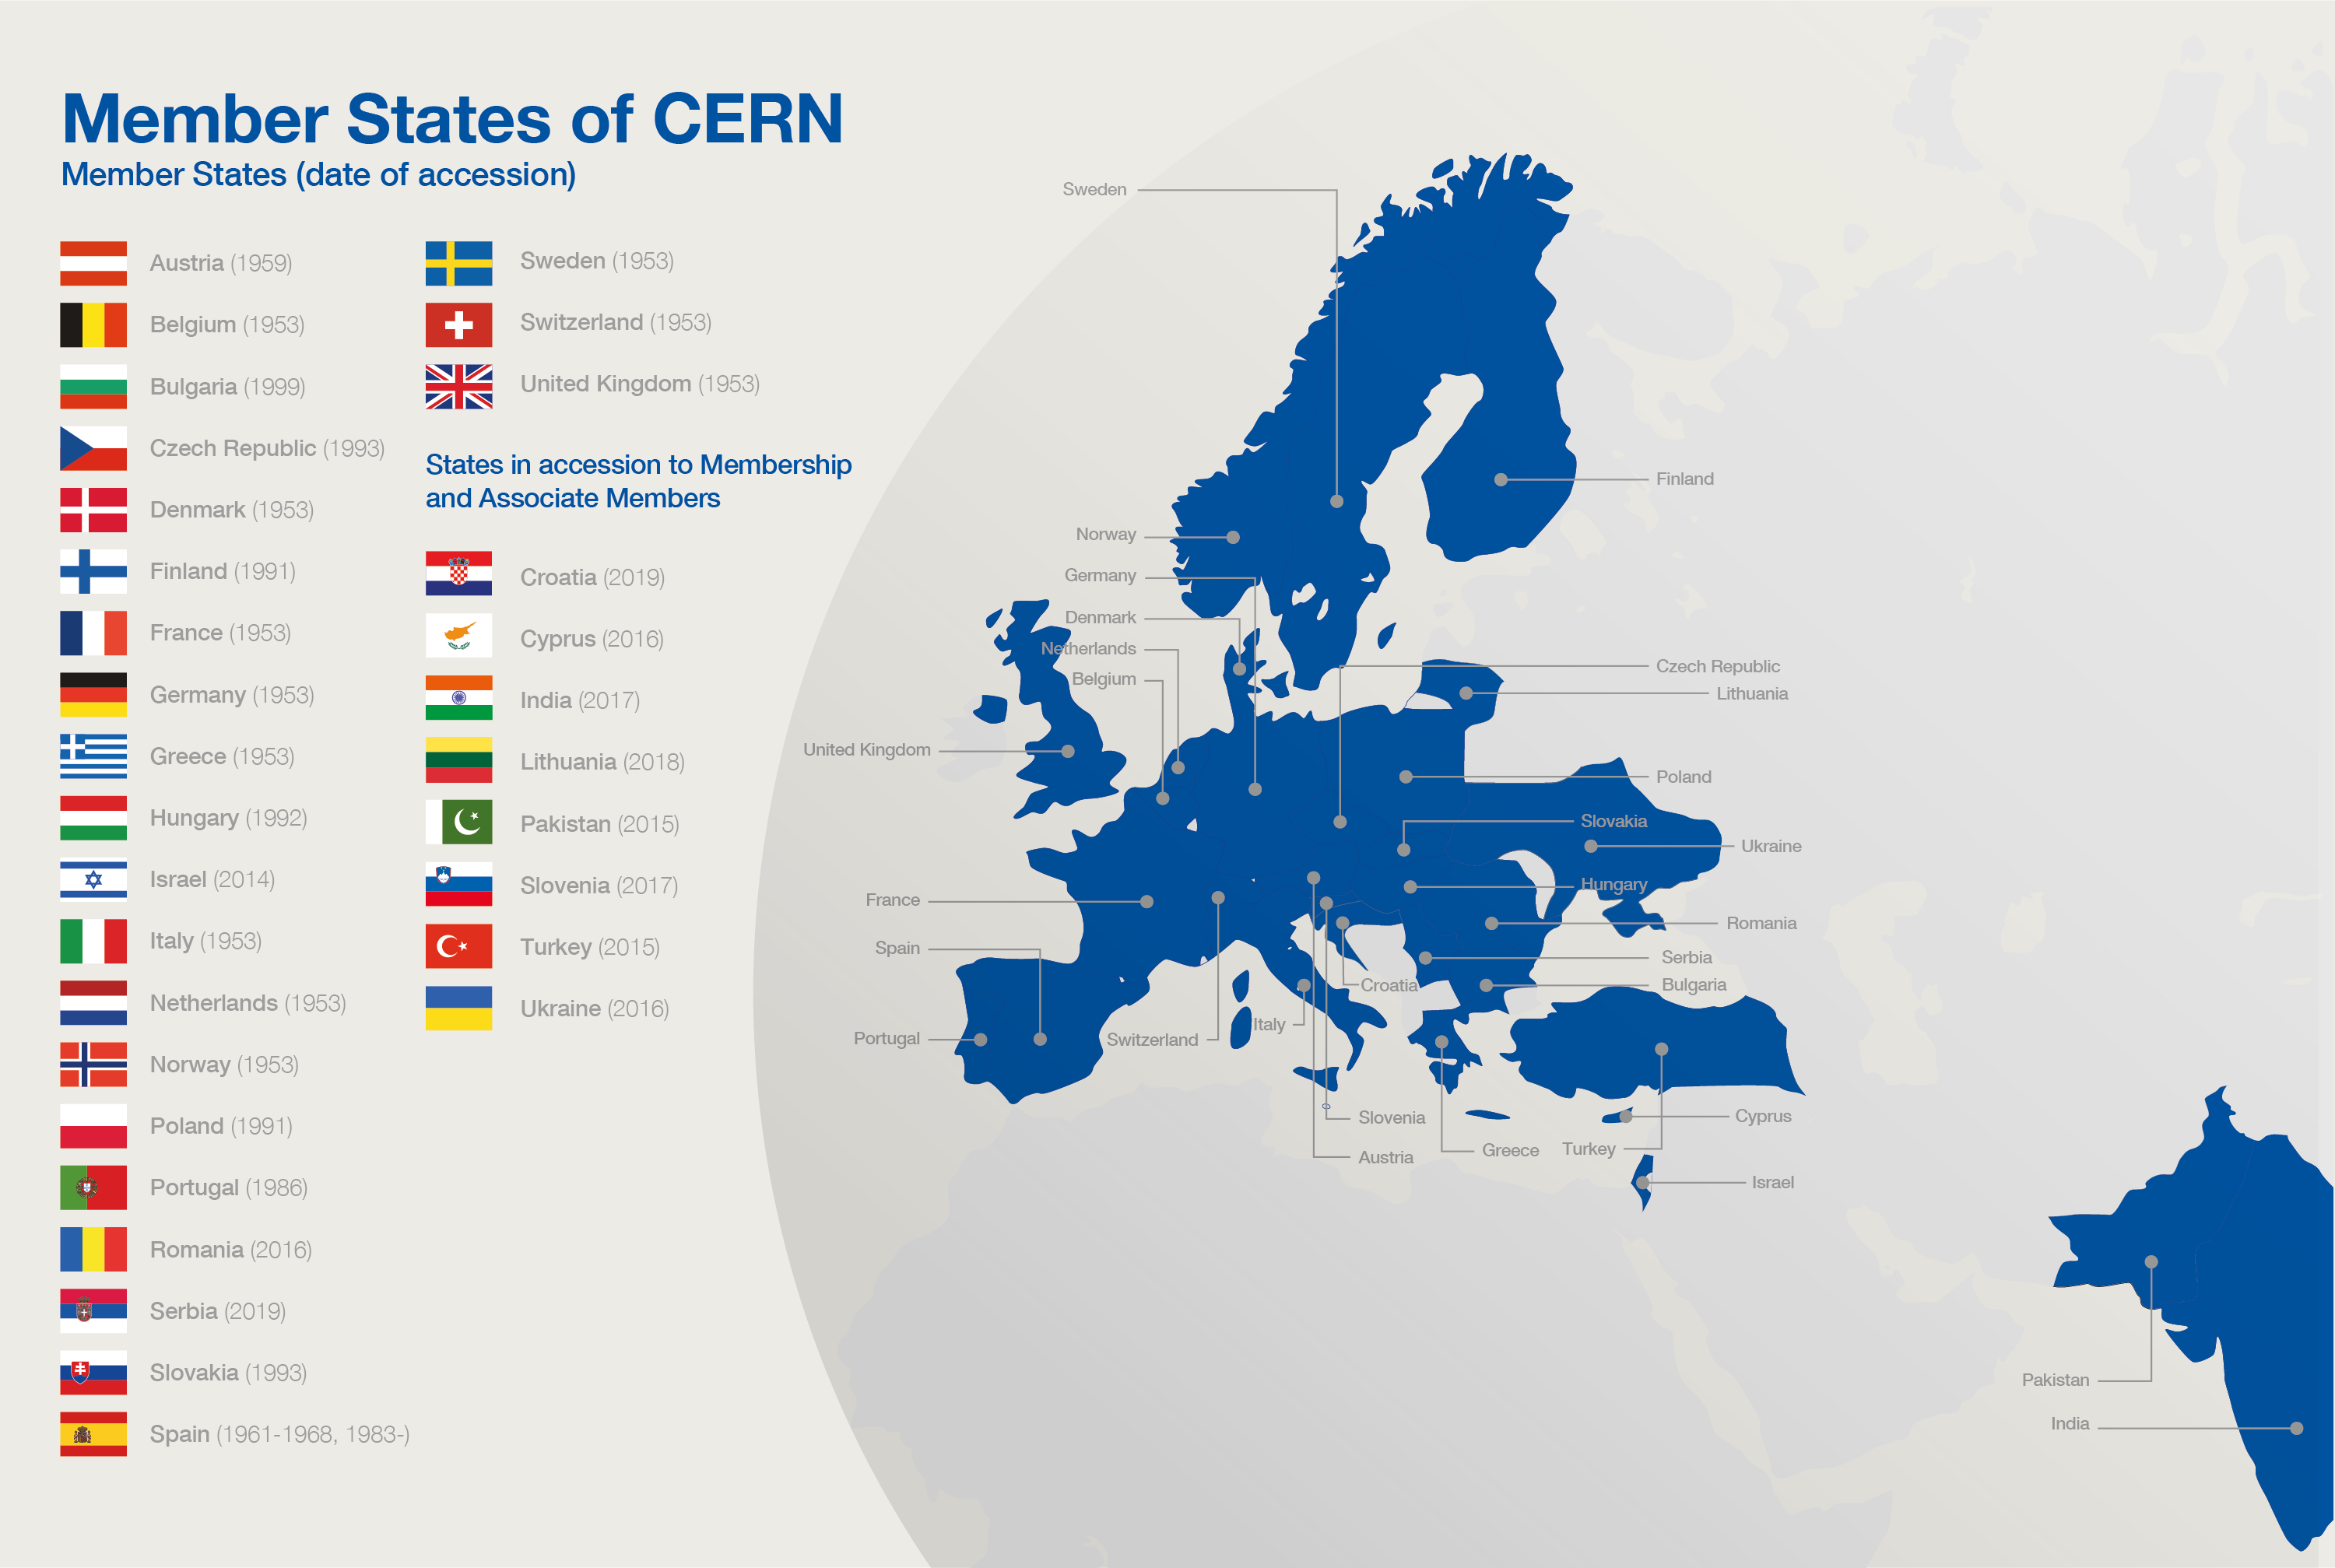 Member States of CERN
Member States (date of accession)
Austria (1959)
Belgium (1953)
Bulgaria (1999)
Czech Republic (1993)
Denmark (1953)
Finland (1991)
France (1953)
Germany (1953)
Greece (1953)
Hungary (1992)
Israel (2014)
Italy (1953)
Netherlands (1953)
Norway (1953)
Poland (1991)
Portugal (1986)
Romania (2016)
Serbia (2019)
Slovakia (1993)
Spain (1961-1968, 1983-)
Sweden (1953)
Switzerland (1953)
United Kingdom (1953)
States in accession to Membership
and Associate Members
Croatia (2019)
Cyprus (2016)
India (2017)
Lithuania (2018)
Pakistan (2015)
Slovenia (2017)
Turkey (2015)
Ukraine (2016)
Sweden
Finland
Norway
Germany
Denmark
Netherlands
Belgium
Czech Republic
Lithuania
United Kingdom
Poland
Slovakia
Ukraine
Hungary
France
Romania
Spain
Serbia
Croatia
Bulgaria
Italy
Portugal
Switzerland
Slovenia
Cyprus
Austria
Greece
Turkey
Israel
Pakistan
India